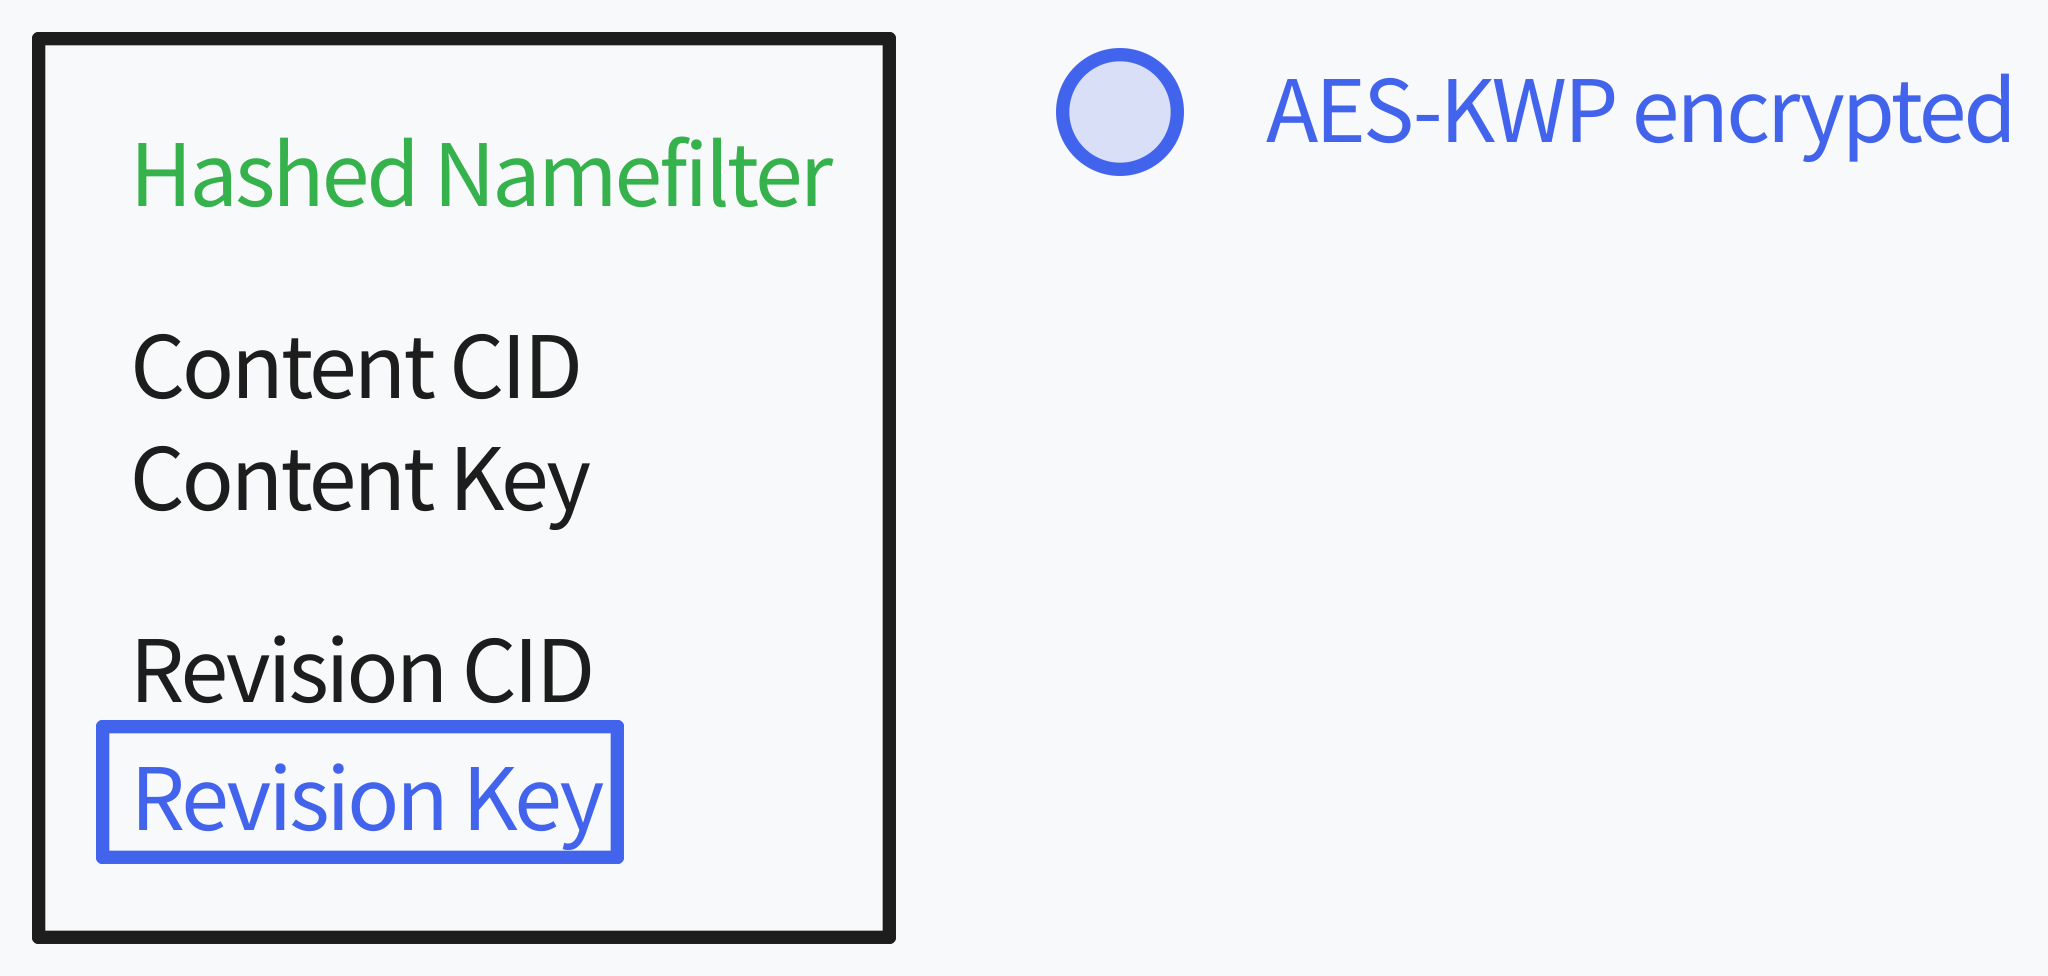 Hashed Namefilter
Content CID
Content Key
Revision CID
Revision Key
AES-KWP encrypted